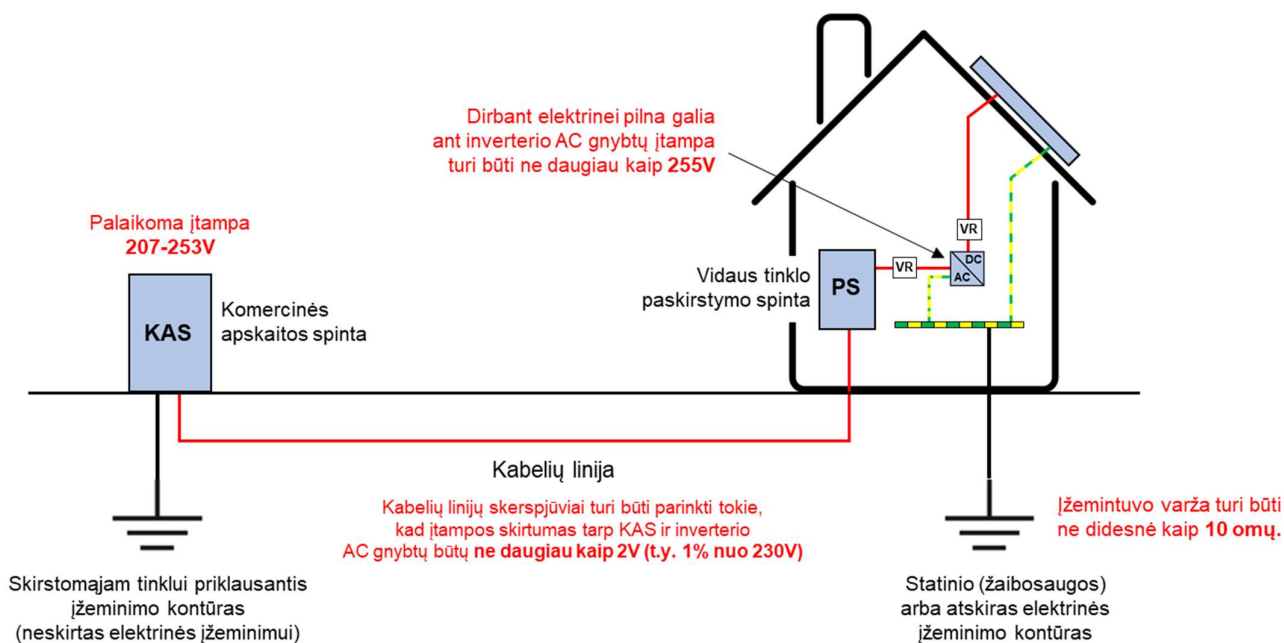 Dirbant elektrinei pilna galia
ant inverterio AC gnybtų įtampa
turi būti ne daugiau kaip 255V
Palaikoma įtampa
207-253V
KAS
Komercinės
apskaitos spinta
Vidaus tinklo
paskirstymo spinta
PS
VR
VR
DC
AC
Kabelių linija
Kabelių linijų skerspjūviai turi būti parinkti tokie,
kad įtampos skirtumas tarp KAS ir inverterio
AC gnybtų būtų ne daugiau kaip 2V (t.y. 1% nuo 230V)
Įžemintuvo varža turi būti
ne didesnė kaip 10 omų.
Skirstomajam tinklui priklausantis
įžeminimo kontūras
(neskirtas elektrinės įžeminimui)
Statinio (žaibosaugos)
arba atskiras elektrinės
įžeminimo kontūras